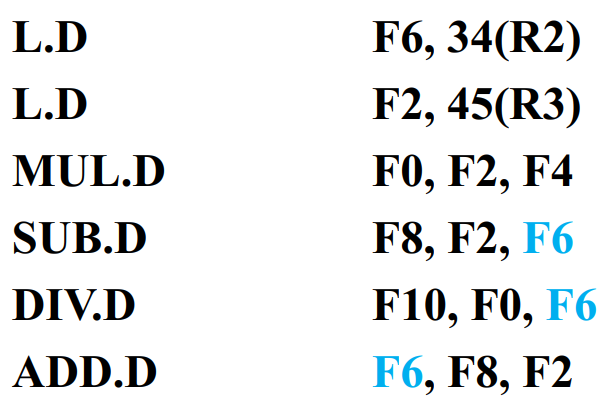 L.D F6, 34(R2)
L.D F2, 45(R3)
MUL.D F0, F2, F4
SUB.D F8, F2, F6
DIV.D F10, F0, F6
ADD.D F6, F8, F2